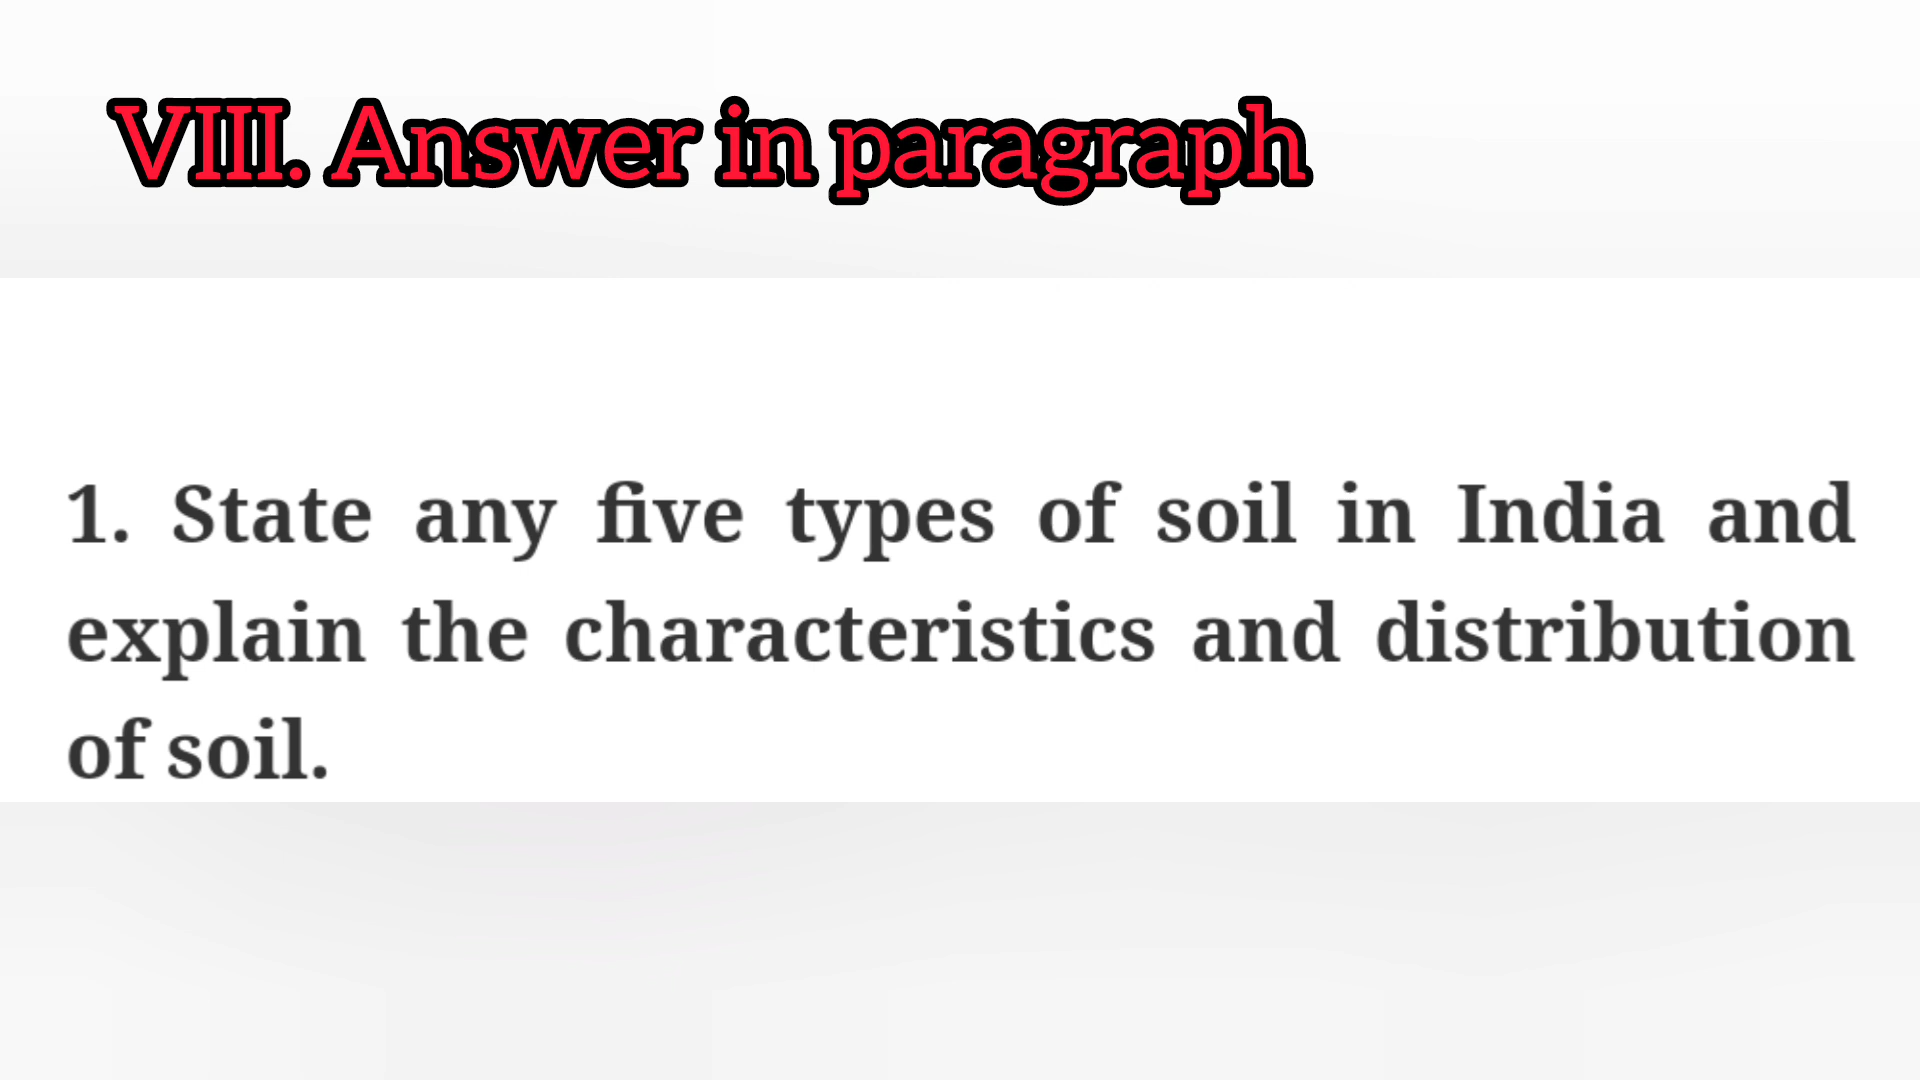 VIII. Answer in paragraph
1. State any five types of soil in India and
explain the characteristics and distribution
of soil.